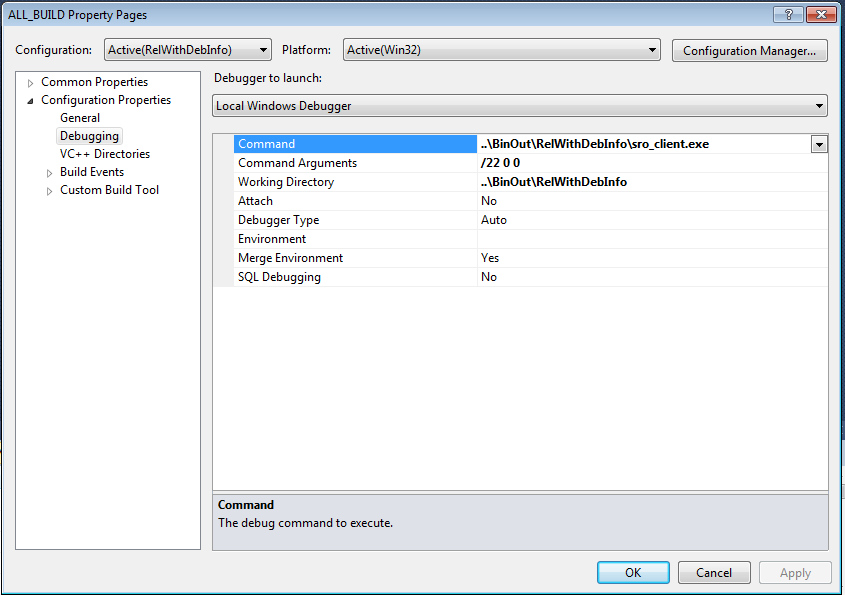 ALL_BUILD Property Pages
Configuration: Active(RelWithDebInfo) Platform: Active(Win32) Configuration Manager...
Common Properties
Configuration Properties
General
Debugging
VC++ Directories
Build Events
Custom Build Tool
Debugger to launch:
Local Windows Debugger
Command ..\BinOut\RelWithDebInfo\sro_client.exe
Command Arguments /22 0 0
Working Directory ..\BinOut\RelWithDebInfo
Attach No
Debugger Type Auto
Environment
Merge Environment Yes
SQL Debugging No
Command
The debug command to execute.
OK Cancel Apply